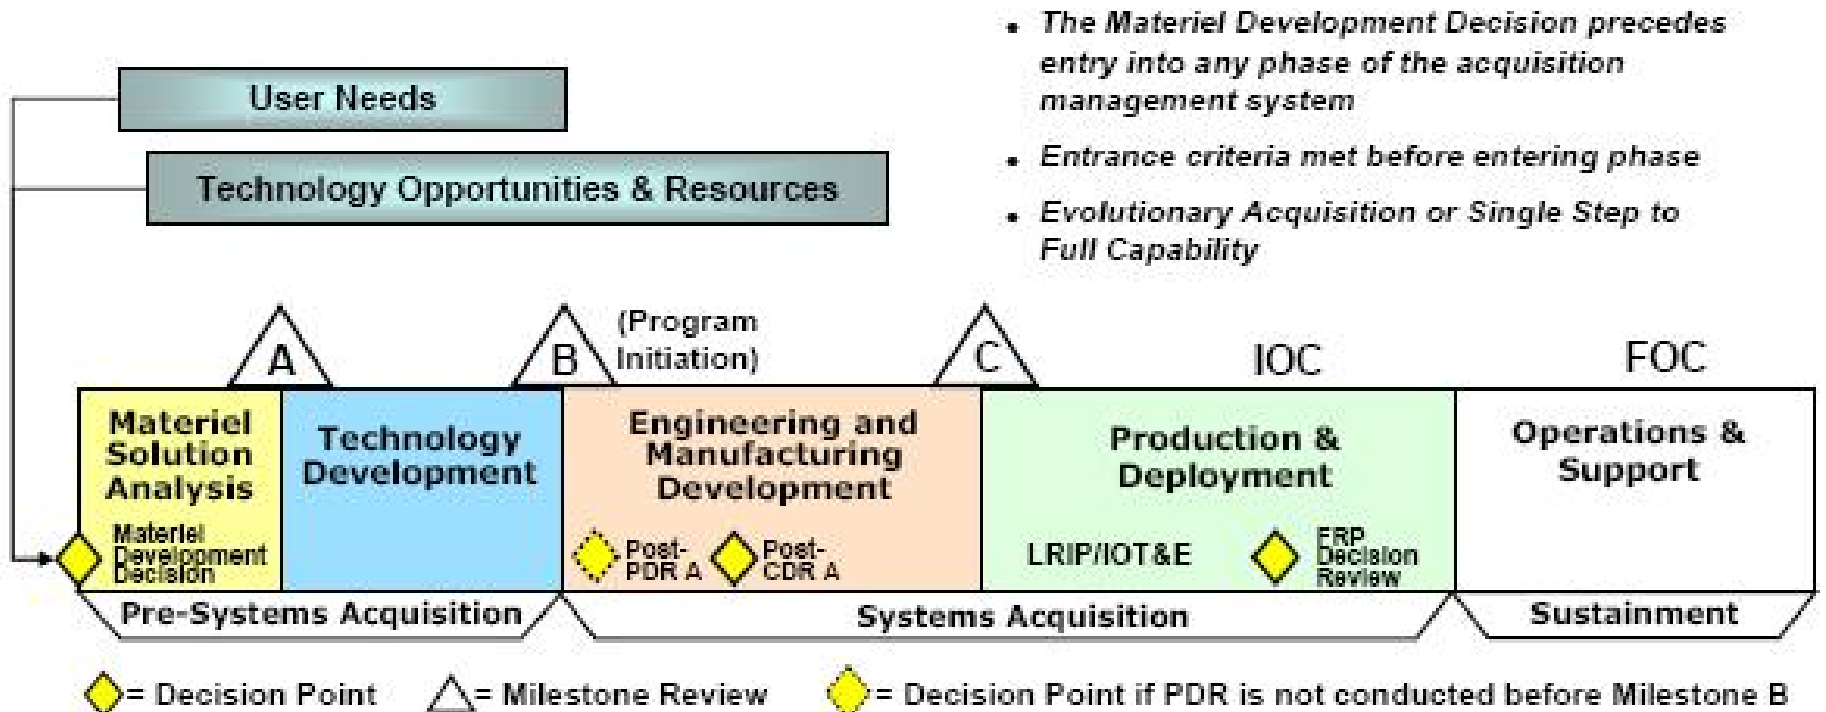 • The Materiel Development Decision precedes
entry into any phase of the acquisition
management system
• Entrance criteria met before entering phase
• Evolutionary Acquisition or Single Step to
Full Capability
User Needs
Technology Opportunities & Resources
A
B
(Program
Initiation)
C
IOC
FOC
Materiel
Solution
Analysis
Technology
Development
Engineering and
Manufacturing
Development
Production &
Deployment
Operations &
Support
Materiel
Development
Decision
Post-
PDR A
Post-
CDR A
LRIP/IOT&E
FRP
Decision
Review
Pre-Systems Acquisition
Systems Acquisition
Sustainment
= Decision Point
= Milestone Review
= Decision Point if PDR is not conducted before Milestone B